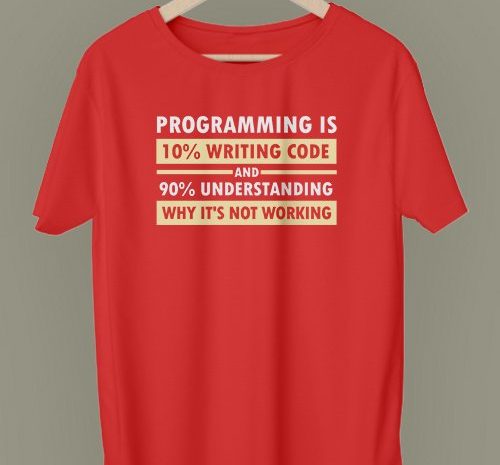 PROGRAMMING IS
10% WRITING CODE
AND
90% UNDERSTANDING
WHY IT'S NOT WORKING